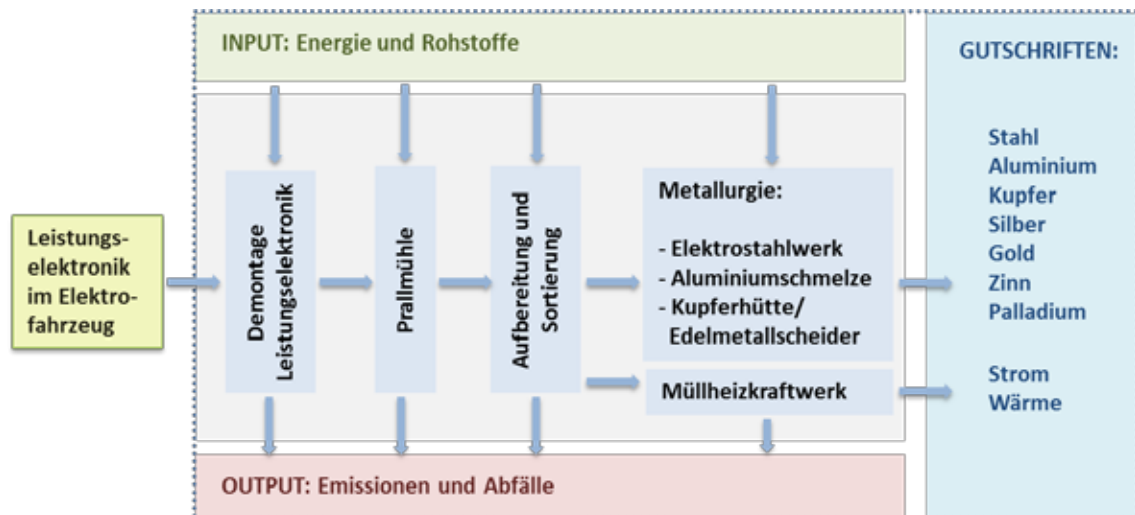 INPUT: Energie und Rohstoffe
GUTSCHRIFTEN:
Leistungs-
elektronik
im Elektro-
fahrzeug
Demontage
Leistungselektronik
Prallmühle
Aufbereitung und
Sortierung
Metallurgie:
- Elektrostahlwerk
- Aluminiumschmelze
- Kupferhütte/
Edelmetallscheider
Müllheizkraftwerk
Stahl
Aluminium
Kupfer
Silber
Gold
Zinn
Palladium
Strom
Wärme
OUTPUT: Emissionen und Abfälle